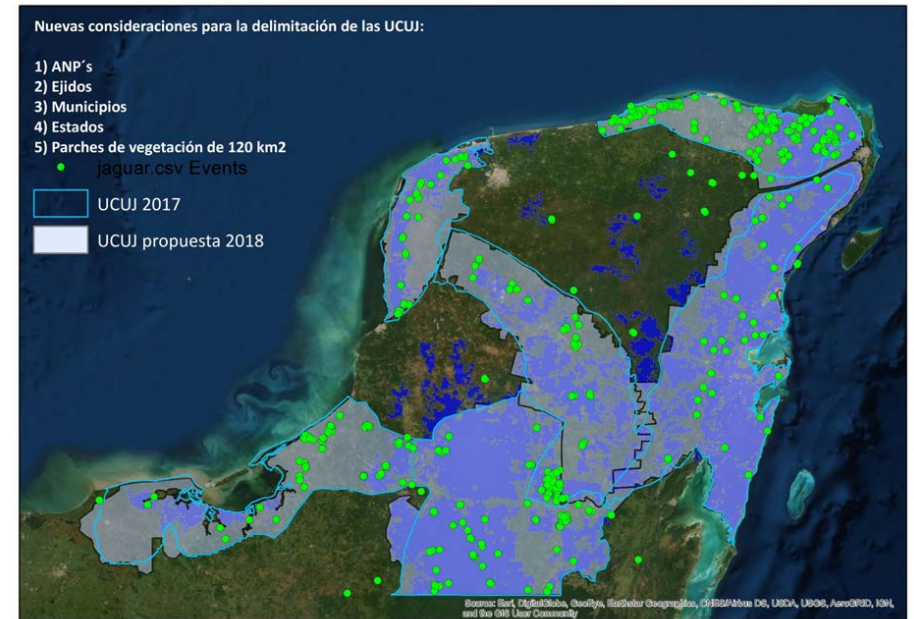 Nuevas consideraciones para la delimitación de las UCUJ:
1) ANP´s
2) Ejidos
3) Municipios
4) Estados
5) Parches de vegetación de 120 km2
jaguar.csv Events
UCUJ 2017
UCUJ propuesta 2018
Source: Esri, DigitalGlobe, GeoEye, Earthstar Geographics, CNES/Airbus DS, USDA, USGS, AeroGRID, IGN,
and the GIS User Community